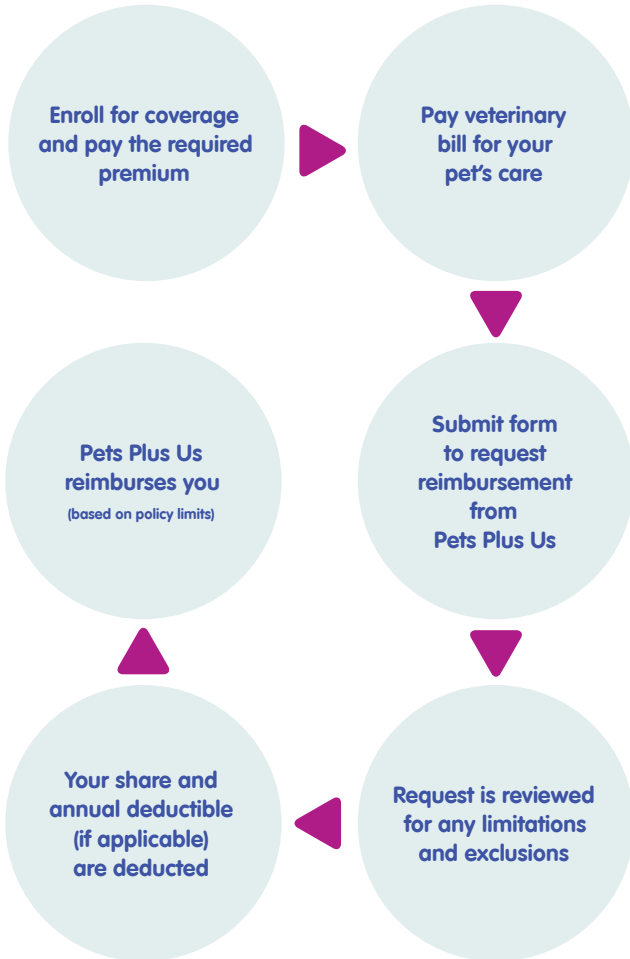 Enroll for coverage
and pay the required
premium
Pay veterinary
bill for your
pet's care
Submit form
to request
reimbursement
from
Pets Plus Us
Request is reviewed
for any limitations
and exclusions
Your share and
annual deductible
(if applicable)
are deducted
Pets Plus Us
reimburses you
(based on policy limits)